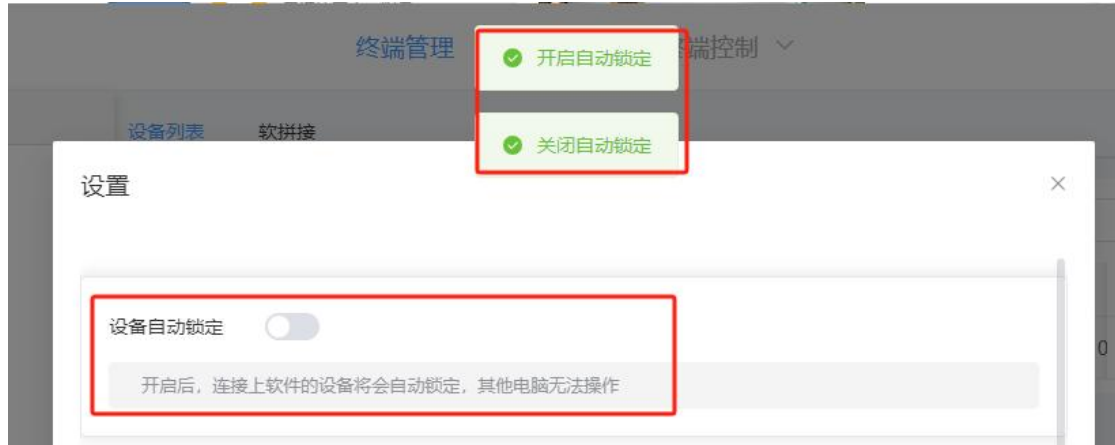 终端管理
开启自动锁定
端控制
设备列表 软拼接
关闭自动锁定
设置
设备自动锁定
开启后，连接上软件的设备将会自动锁定，其他电脑无法操作
0